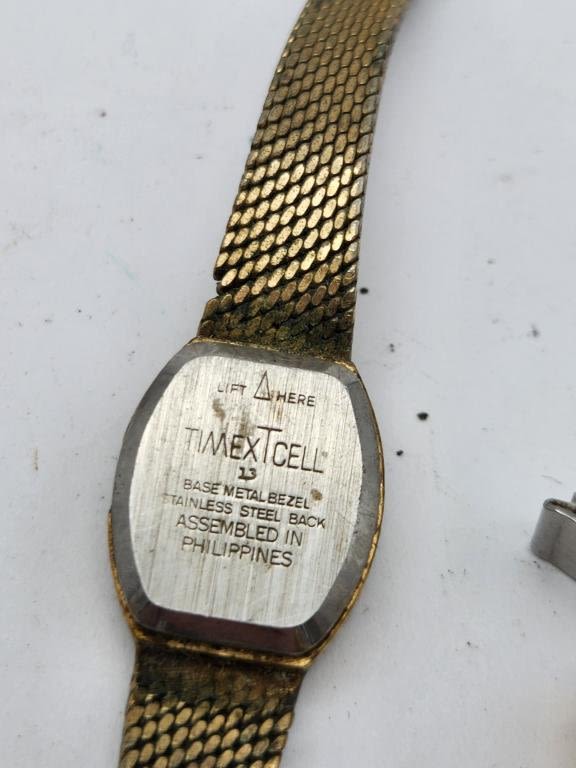 LIFT △ HERE
TIMEX T CELL
13
BASE METAL BEZEL
STAINLESS STEEL BACK
ASSEMBLED IN
PHILIPPINES